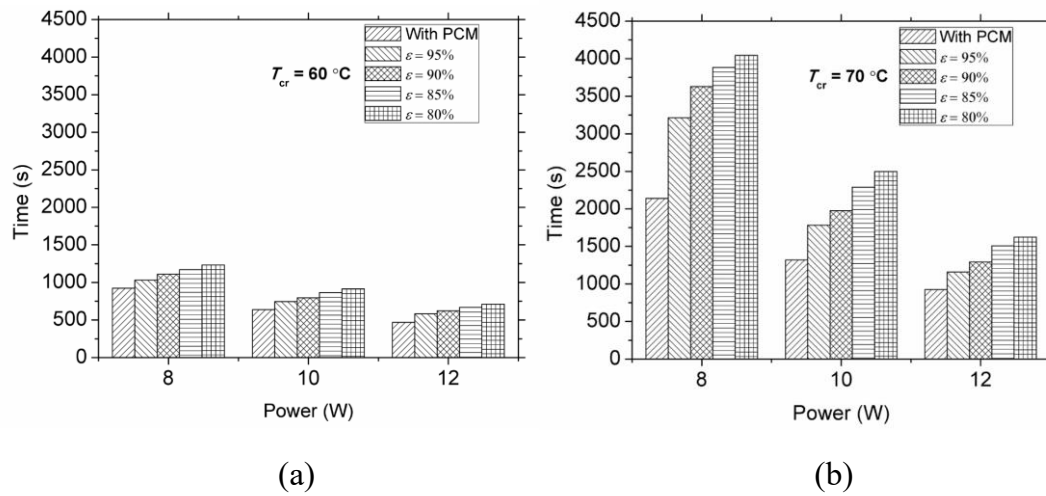 4500
4000
3500
3000
2500
2000
1500
1000
500
0
Time (s)
With PCM
ε = 95%
ε = 90%
ε = 85%
ε = 80%
T_cr = 60 °C
8 10 12
Power (W)
(a)
4500
4000
3500
3000
2500
2000
1500
1000
500
0
Time (s)
With PCM
ε = 95%
ε = 90%
ε = 85%
ε = 80%
T_cr = 70 °C
8 10 12
Power (W)
(b)